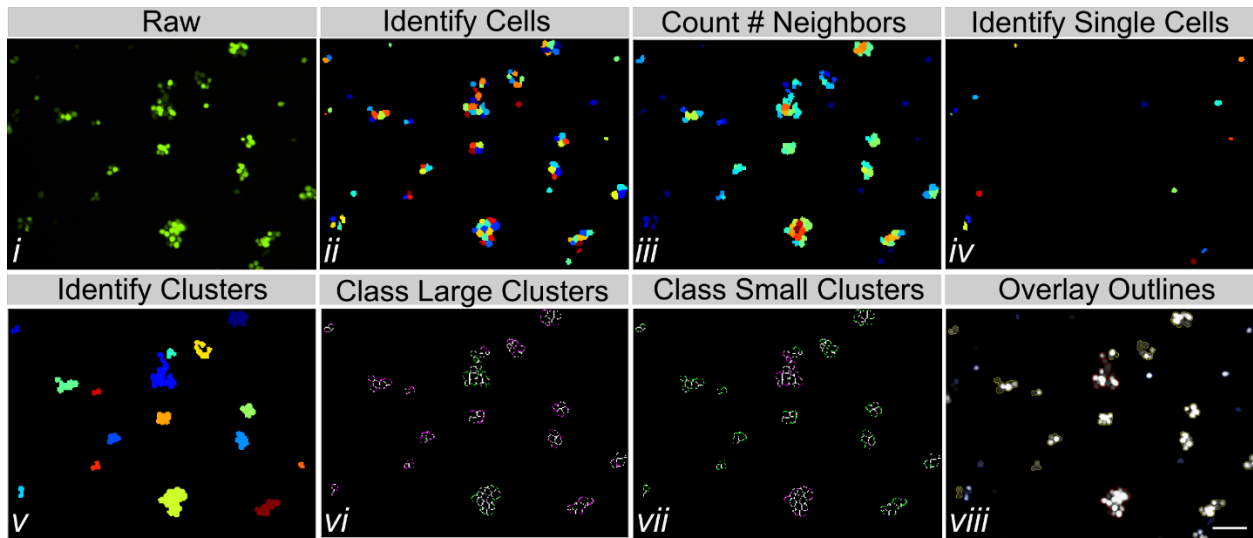 Raw
Identify Cells
Count # Neighbors
Identify Single Cells
i
ii
iii
iv
Identify Clusters
Class Large Clusters
Class Small Clusters
Overlay Outlines
v
vi
vii
viii